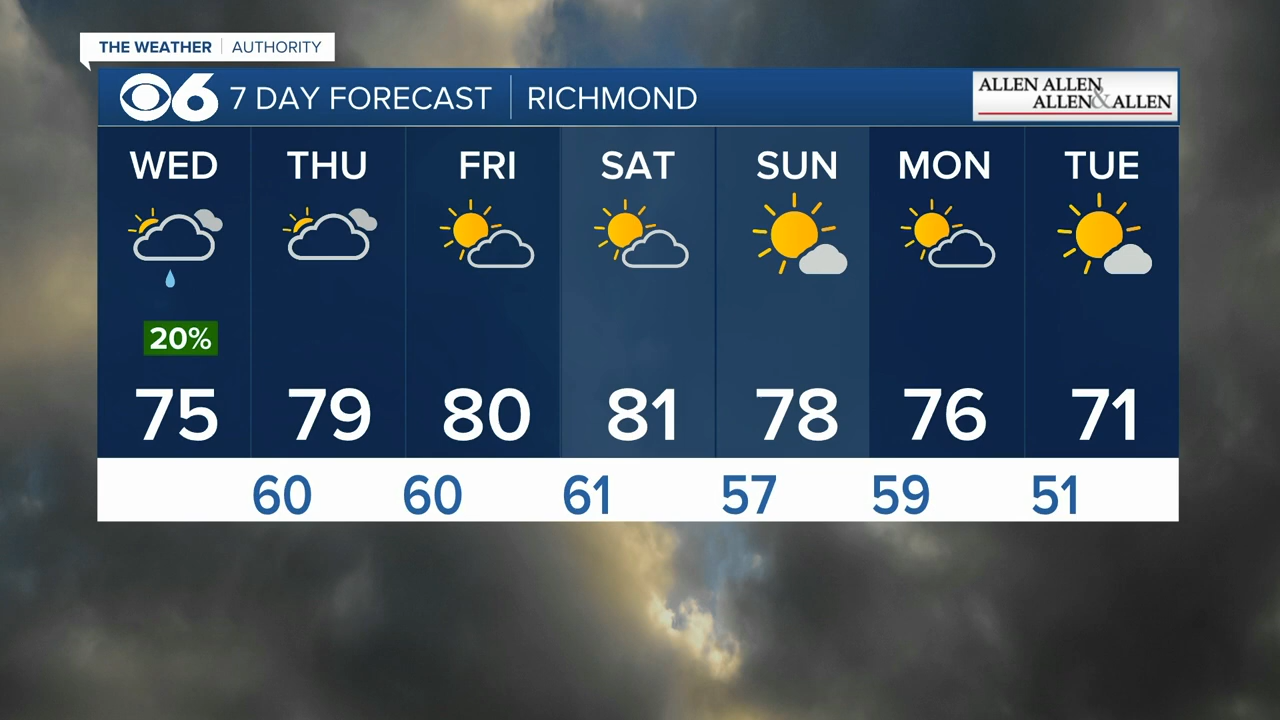 THE WEATHER | AUTHORITY
6 7 DAY FORECAST | RICHMOND
ALLEN ALLEN
ALLEN & ALLEN
WED THU FRI SAT SUN MON TUE
20%
75 79 80 81 78 76 71
60 60 61 57 59 51